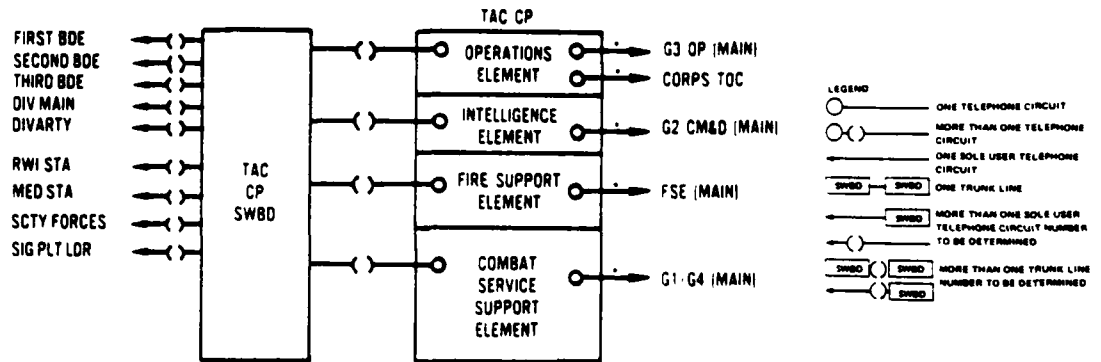 TAC CP
FIRST BDE
SECOND BDE
THIRD BDE
DIV MAIN
DIVARTY
RWI STA
MED STA
SCTY FORCES
SIG PLT LDR
TAC
CP
SWBD
OPERATIONS
ELEMENT
INTELLIGENCE
ELEMENT
FIRE SUPPORT
ELEMENT
COMBAT
SERVICE
SUPPORT
ELEMENT
G3 OP (MAIN)
CORPS TOC
G2 CM&D (MAIN)
FSE (MAIN)
G1-G4 (MAIN)
LEGEND
ONE TELEPHONE CIRCUIT
MORE THAN ONE TELEPHONE
CIRCUIT
ONE SOLE USER TELEPHONE
CIRCUIT
SWBD SWBD ONE TRUNK LINE
SWBD MORE THAN ONE SOLE USER
TELEPHONE CIRCUIT NUMBER
TO BE DETERMINED
SWBD SWBD MORE THAN ONE TRUNK LINE
NUMBER TO BE DETERMINED
SWBD